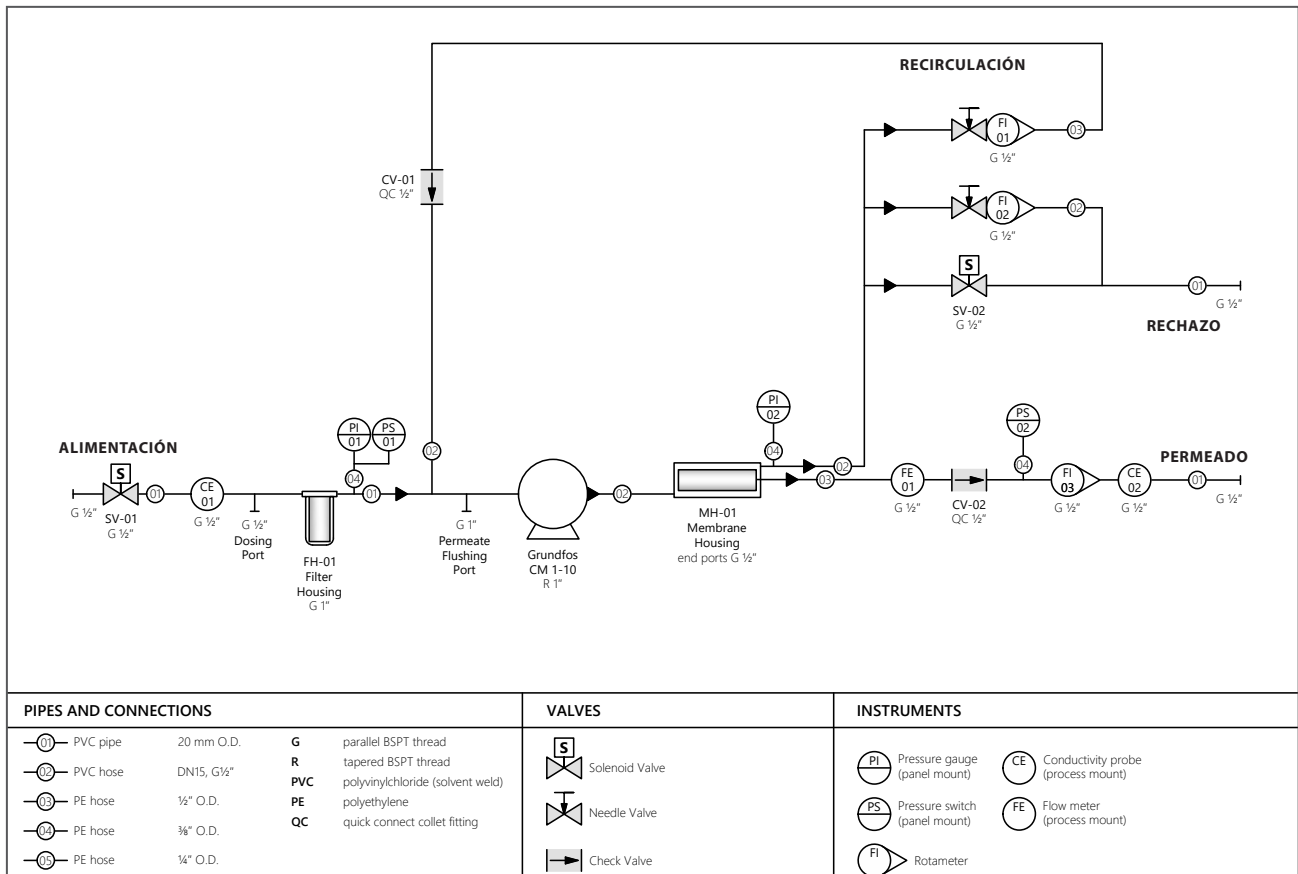 RECIRCULACIÓN
FI
01
G ½"
03
CV-01
QC ½"
FI
02
G ½"
02
S
SV-02
G ½"
01
G ½"
RECHAZO
ALIMENTACIÓN
S
G ½"
SV-01
G ½"
01
CE
01
G ½"
G ½"
Dosing
Port
FH-01
Filter
Housing
G 1"
PI
01
PS
01
04
01
02
G 1"
Permeate
Flushing
Port
Grundfos
CM 1-10
R 1"
02
MH-01
Membrane
Housing
end ports G ½"
PI
02
04
02
03
FE
01
G ½"
CV-02
QC ½"
PS
02
04
FI
03
G ½"
CE
02
G ½"
PERMEADO
01
G ½"
PIPES AND CONNECTIONS
01 PVC pipe 20 mm O.D.
02 PVC hose DN15, G½"
03 PE hose ½" O.D.
04 PE hose ⅜" O.D.
05 PE hose ¼" O.D.
G parallel BSPT thread
R tapered BSPT thread
PVC polyvinylchloride (solvent weld)
PE polyethylene
QC quick connect collet fitting
VALVES
S
Solenoid Valve
Needle Valve
Check Valve
INSTRUMENTS
PI
Pressure gauge
(panel mount)
CE
Conductivity probe
(process mount)
PS
Pressure switch
(panel mount)
FE
Flow meter
(process mount)
FI
Rotameter